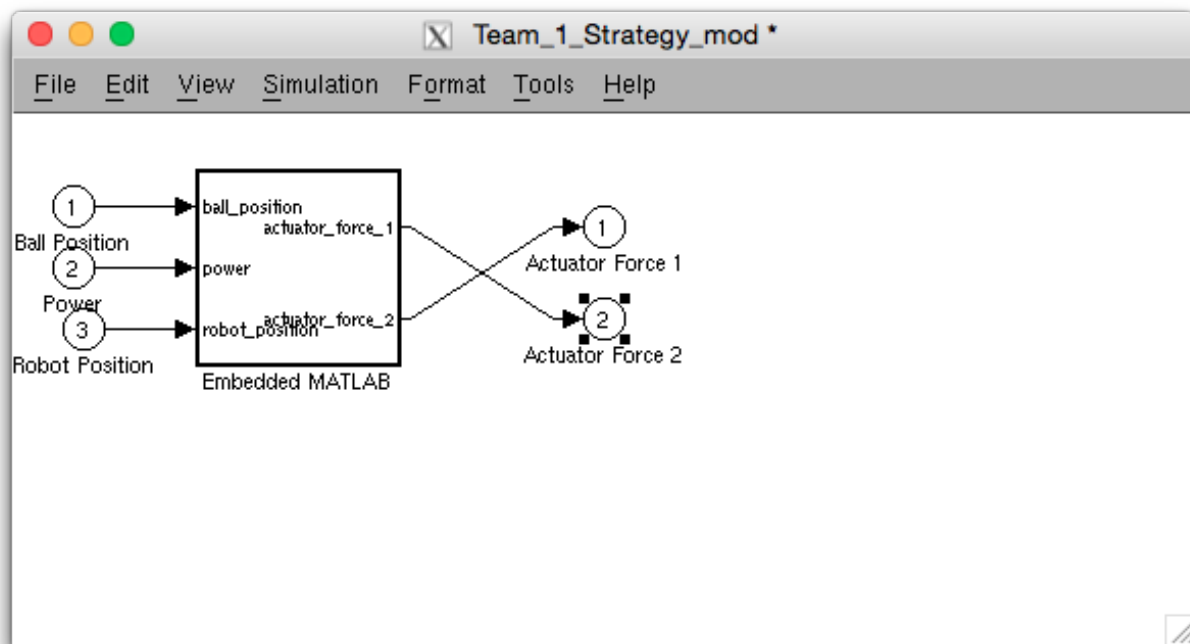 X Team_1_Strategy_mod *
File Edit View Simulation Format Tools Help
1
Ball Position
2
Power
3
Robot Position
ball_position
actuator_force_1
power
actuator_force_2
robot_position
Embedded MATLAB
1
Actuator Force 1
2
Actuator Force 2